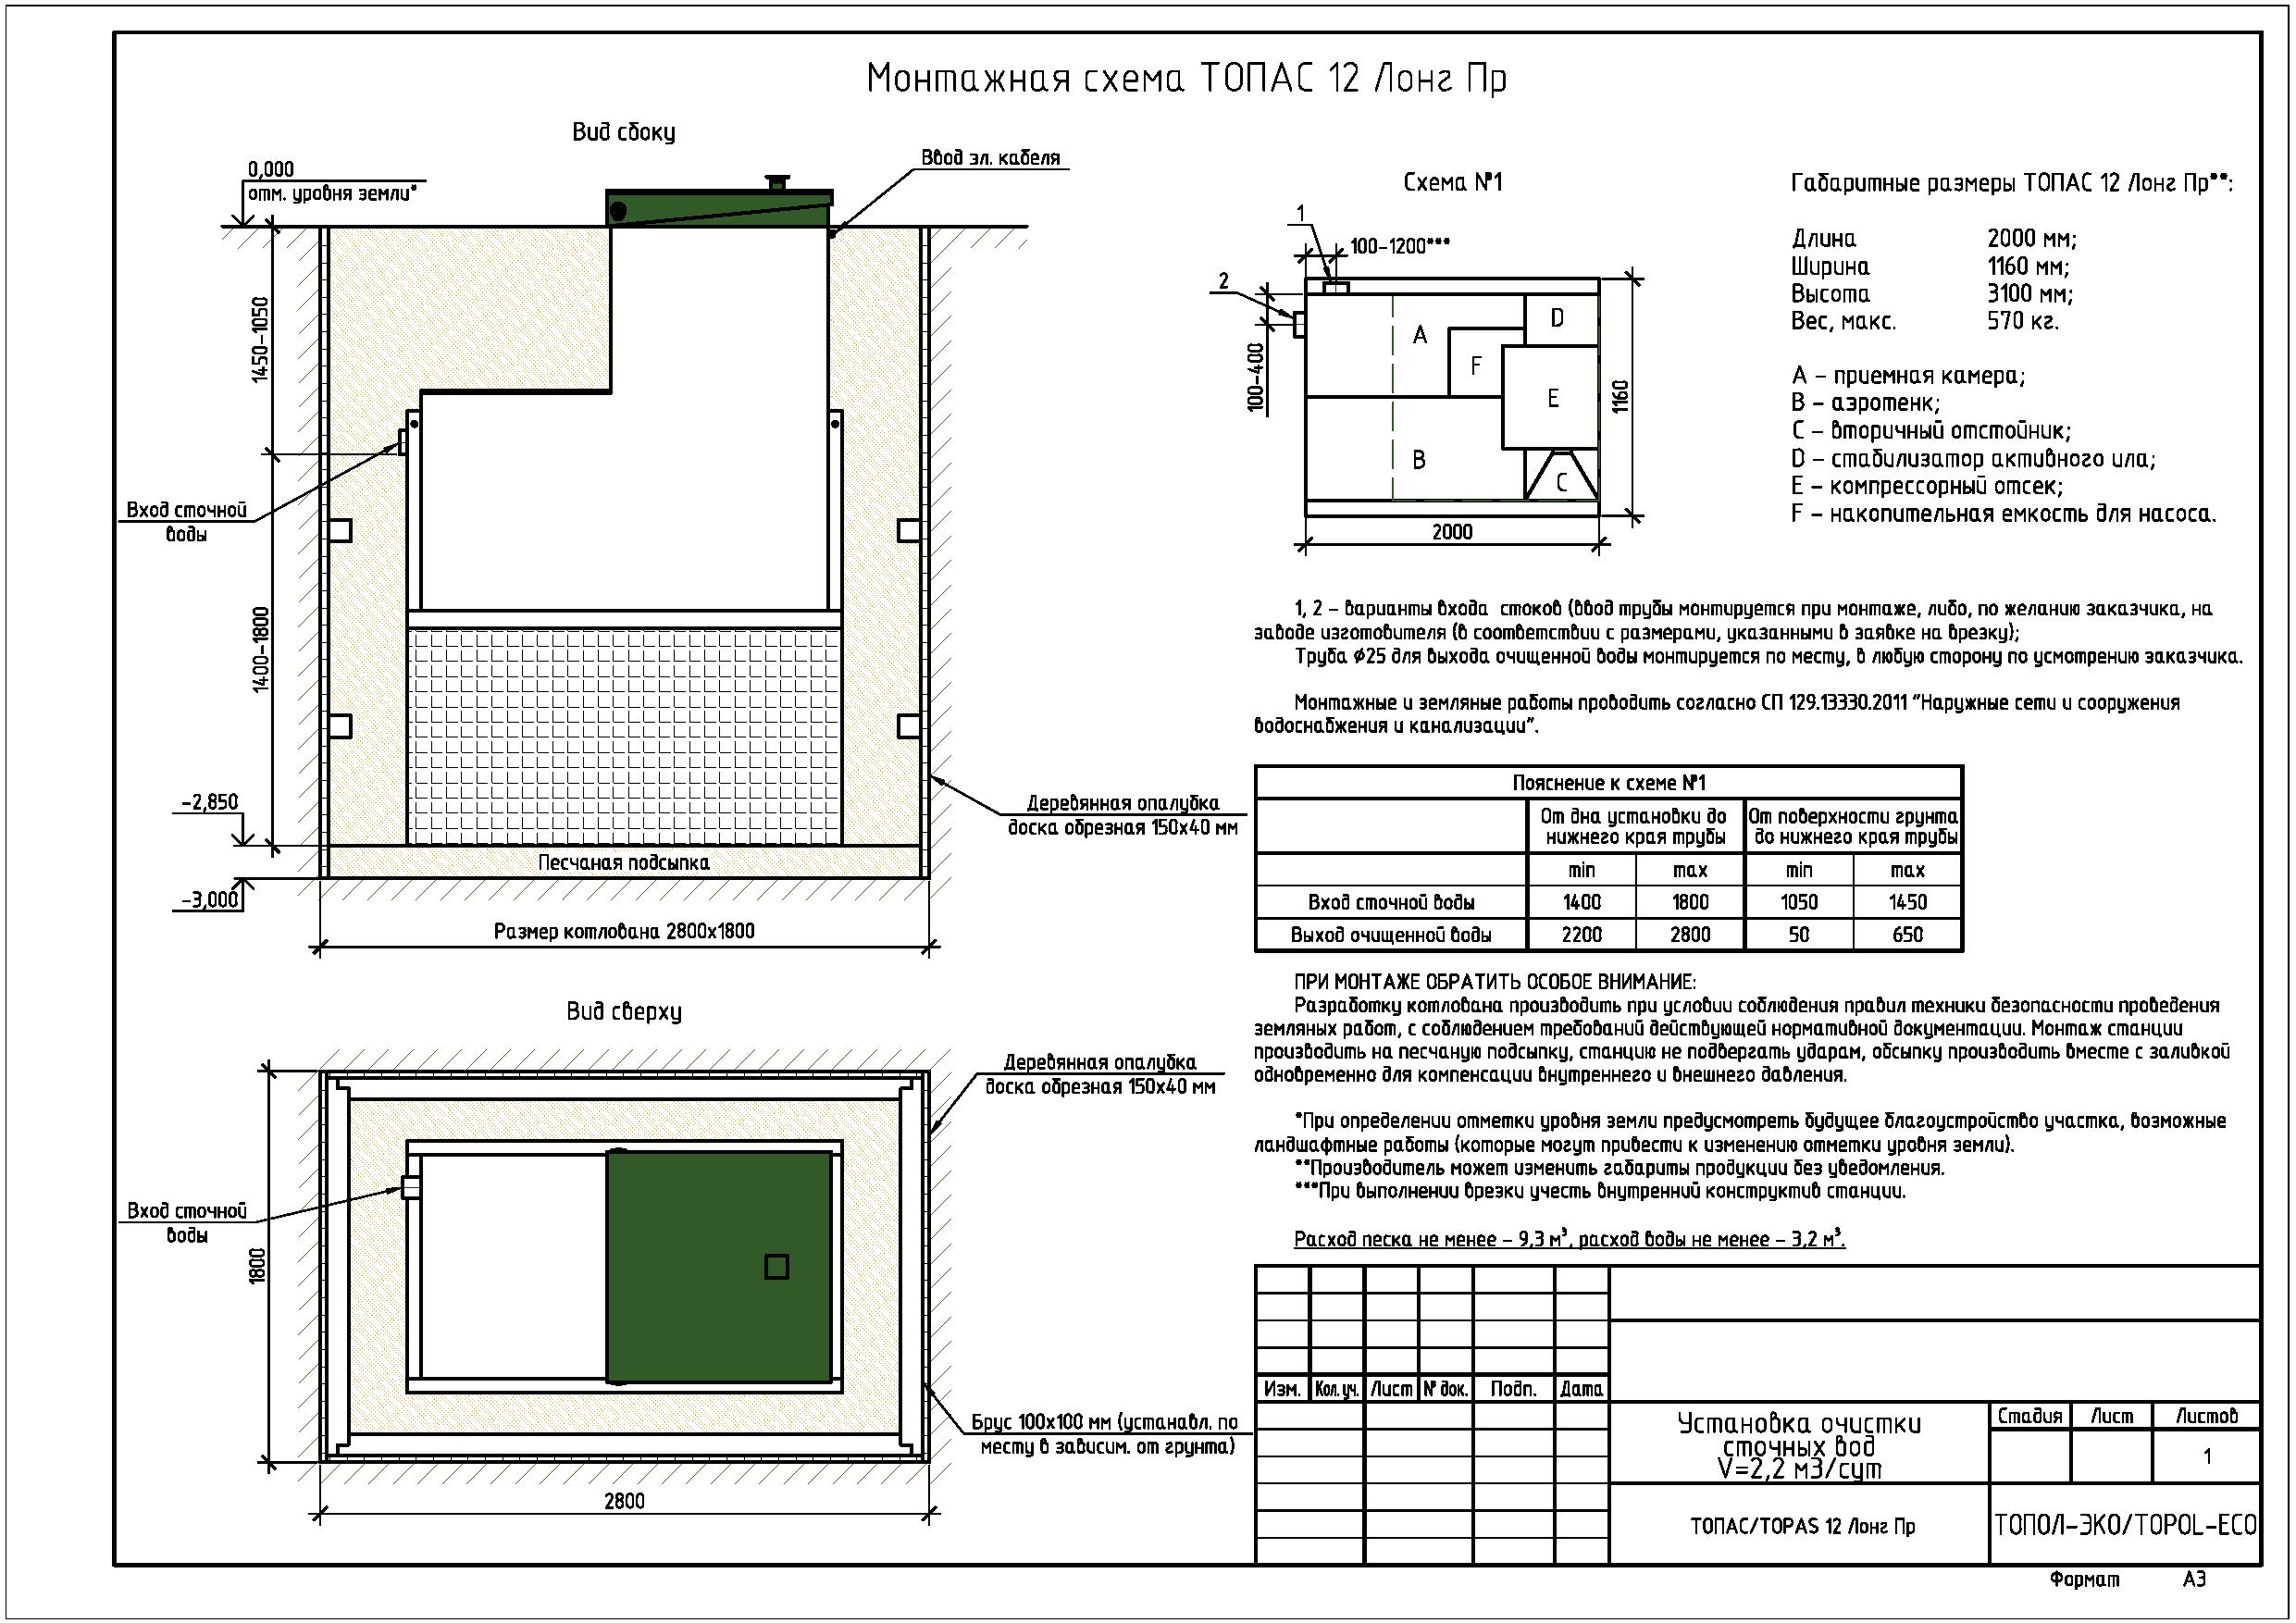 Монтажная схема ТОПАС 12 Лонг Пр
Вид сбоку
0,000
отм. уровня земли*
Ввод эл. кабеля
1450-1050
1400-1800
Вход сточной
воды
-2,850
-3,000
Песчаная подсыпка
Деревянная опалубка
доска обрезная 150х40 мм
Размер котлована 2800х1800
Вид сверху
Деревянная опалубка
доска обрезная 150х40 мм
Вход сточной
воды
1800
Брус 100х100 мм (устанавл. по
месту в зависим. от грунта)
2800
Схема №1
1
100-1200***
2
100-400
A
D
F
E
B
C
1160
2000
Габаритные размеры ТОПАС 12 Лонг Пр**:
Длина 2000 мм;
Ширина 1160 мм;
Высота 3100 мм;
Вес, макс. 570 кг.
A – приемная камера;
B – аэротенк;
C – вторичный отстойник;
D – стабилизатор активного ила;
E – компрессорный отсек;
F – накопительная емкость для насоса.
1, 2 – варианты входа стоков (ввод трубы монтируется при монтаже, либо, по желанию заказчика, на
заводе изготовителя (в соответствии с размерами, указанными в заявке на врезку);
Труба ⌀25 для выхода очищенной воды монтируется по месту, в любую сторону по усмотрению заказчика.
Монтажные и земляные работы проводить согласно СП 129.13330.2011 "Наружные сети и сооружения
водоснабжения и канализации".
Пояснение к схеме №1
От дна установки до нижнего края трубы От поверхности грунта до нижнего края трубы
min max min max
Вход сточной воды 1400 1800 1050 1450
Выход очищенной воды 2200 2800 50 650
ПРИ МОНТАЖЕ ОБРАТИТЬ ОСОБОЕ ВНИМАНИЕ:
Разработку котлована производить при условии соблюдения правил техники безопасности проведения
земляных работ, с соблюдением требований действующей нормативной документации. Монтаж станции
производить на песчаную подсыпку, станцию не подвергать ударам, обсыпку производить вместе с заливкой
одновременно для компенсации внутреннего и внешнего давления.
*При определении отметки уровня земли предусмотреть будущее благоустройство участка, возможные
ландшафтные работы (которые могут привести к изменению отметки уровня земли).
**Производитель может изменить габариты продукции без уведомления.
***При выполнении врезки учесть внутренний конструктив станции.
Расход песка не менее – 9,3 м³, расход воды не менее – 3,2 м³.
Изм. Кол.уч. Лист № док. Подп. Дата
Установка очистки
сточных вод
V=2,2 м3/сут
Стадия Лист Листов
1
ТОПАС/TOPAS 12 Лонг Пр
ТОПОЛ-ЭКО/TOPOL-ECO
Формат А3